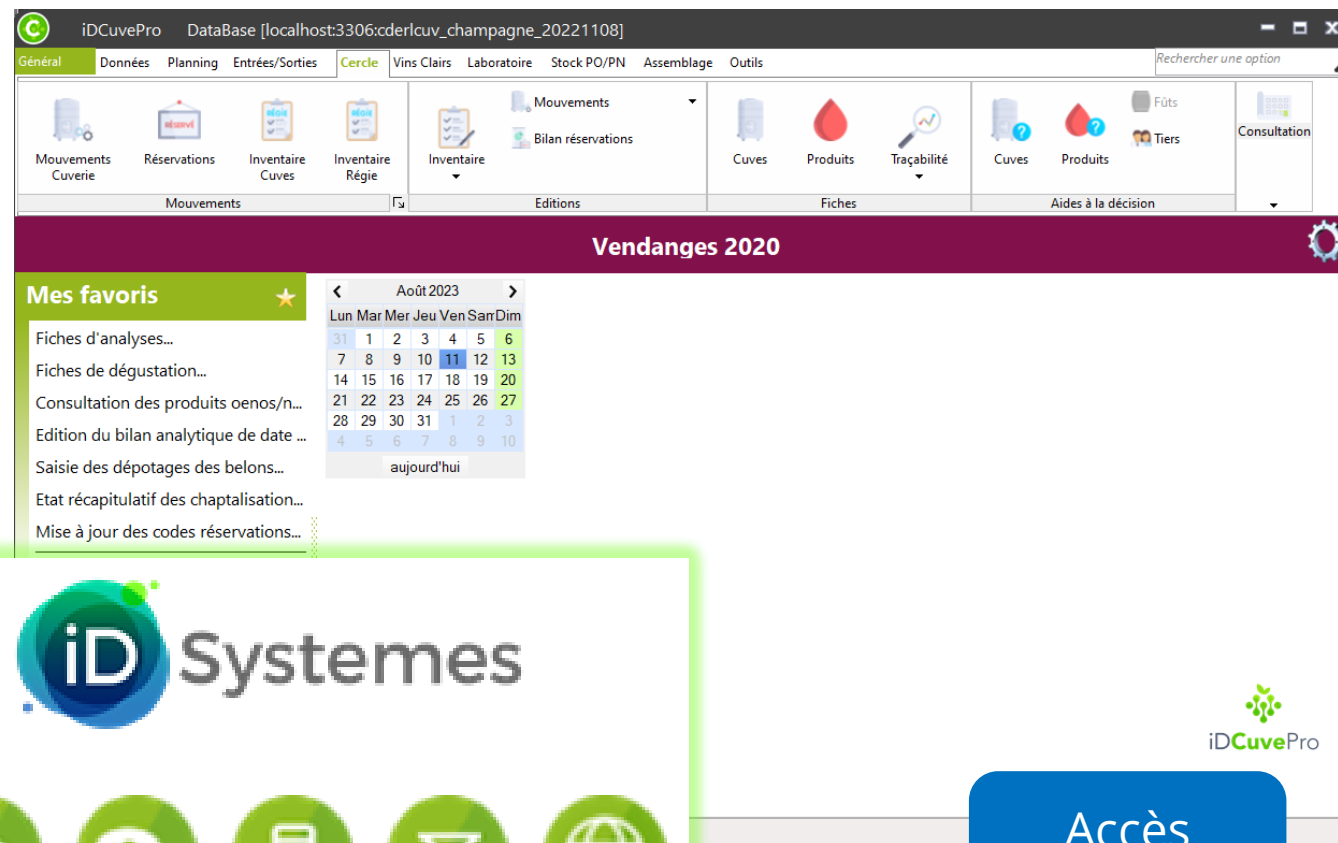 iDCuvePro DataBase [localhost:3306:cderlcuv_champagne_20221108]
Général Données Planning Entrées/Sorties Cercle Vins Clairs Laboratoire Stock PO/PN Assemblage Outils Rechercher une option
Mouvements Cuverie
RÉSERVÉ Réservations
RÉGIE Inventaire Cuves
RÉGIE Inventaire Régie
Mouvements
Inventaire
Mouvements
Bilan réservations
Editions
Cuves Produits Traçabilité
Fiches
Cuves Produits
Fûts
Tiers
Aides à la décision
Consultation
Vendanges 2020
Mes favoris
Fiches d'analyses...
Fiches de dégustation...
Consultation des produits oenos/n...
Edition du bilan analytique de date ...
Saisie des dépotages des belons...
Etat récapitulatif des chaptalisation...
Mise à jour des codes réservations...
Août 2023
Lun Mar Mer Jeu Ven Sam Dim
31 1 2 3 4 5 6
7 8 9 10 11 12 13
14 15 16 17 18 19 20
21 22 23 24 25 26 27
28 29 30 31 1 2 3
4 5 6 7 8 9 10
aujourd'hui
iD Systemes
iDCuvePro
Accès